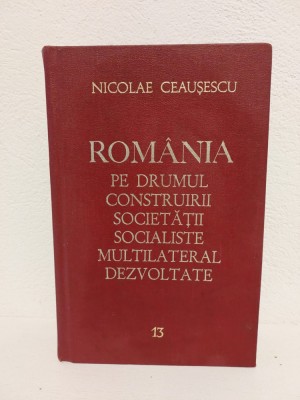 NICOLAE CEAUȘESCU
ROMÂNIA
PE DRUMUL
CONSTRUIRII
SOCIETĂȚII
SOCIALISTE
MULTILATERAL
DEZVOLTATE
13